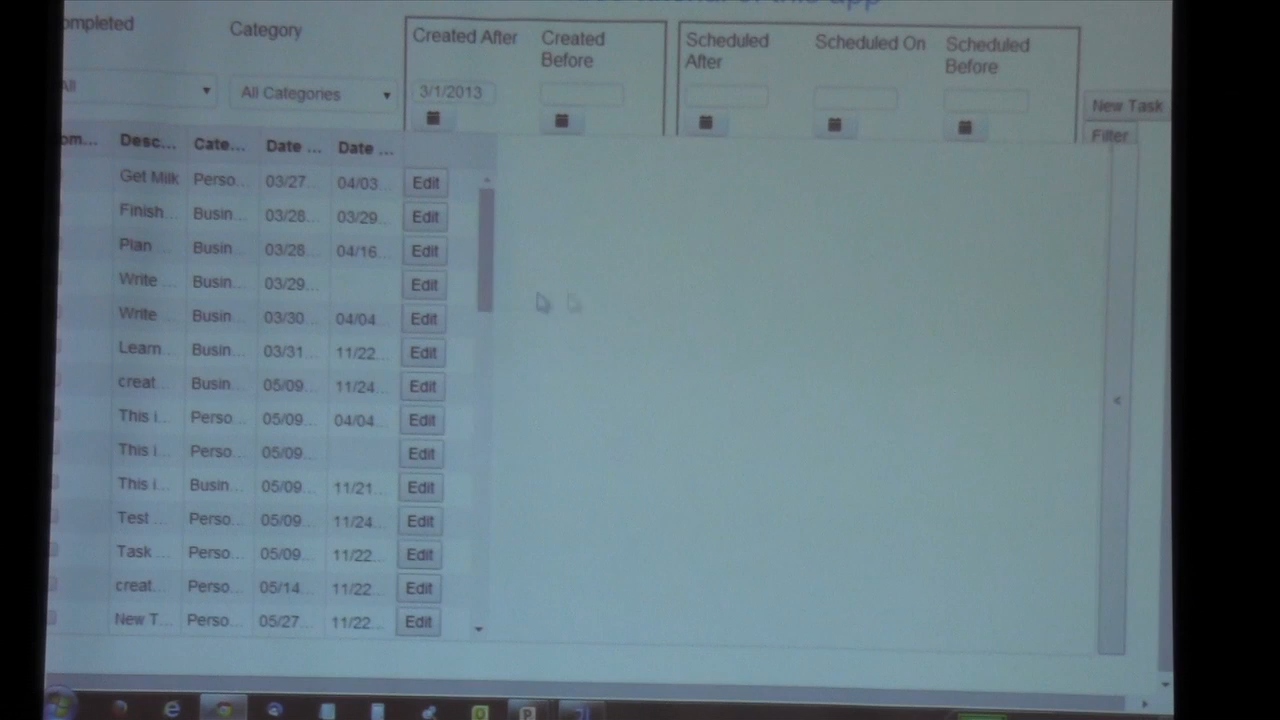 this app
ompleted
Category
Created After
Created Before
Scheduled After
Scheduled On
Scheduled Before
All
All Categories
3/1/2013
New Task
Filter
om... Desc... Cate... Date ... Date ...
Get Milk Perso... 03/27... 04/03... Edit
Finish... Busin... 03/28... 03/29... Edit
Plan ... Busin... 03/28... 04/16... Edit
Write ... Busin... 03/29... Edit
Write ... Busin... 03/30... 04/04... Edit
Learn... Busin... 03/31... 11/22... Edit
creat... Busin... 05/09... 11/24... Edit
This i... Perso... 05/09... 04/04... Edit
This i... Perso... 05/09... Edit
This i... Busin... 05/09... 11/21... Edit
Test ... Perso... 05/09... 11/24... Edit
Task ... Perso... 05/09... 11/22... Edit
creat... Perso... 05/14... 11/22... Edit
New T... Perso... 05/27... 11/22... Edit